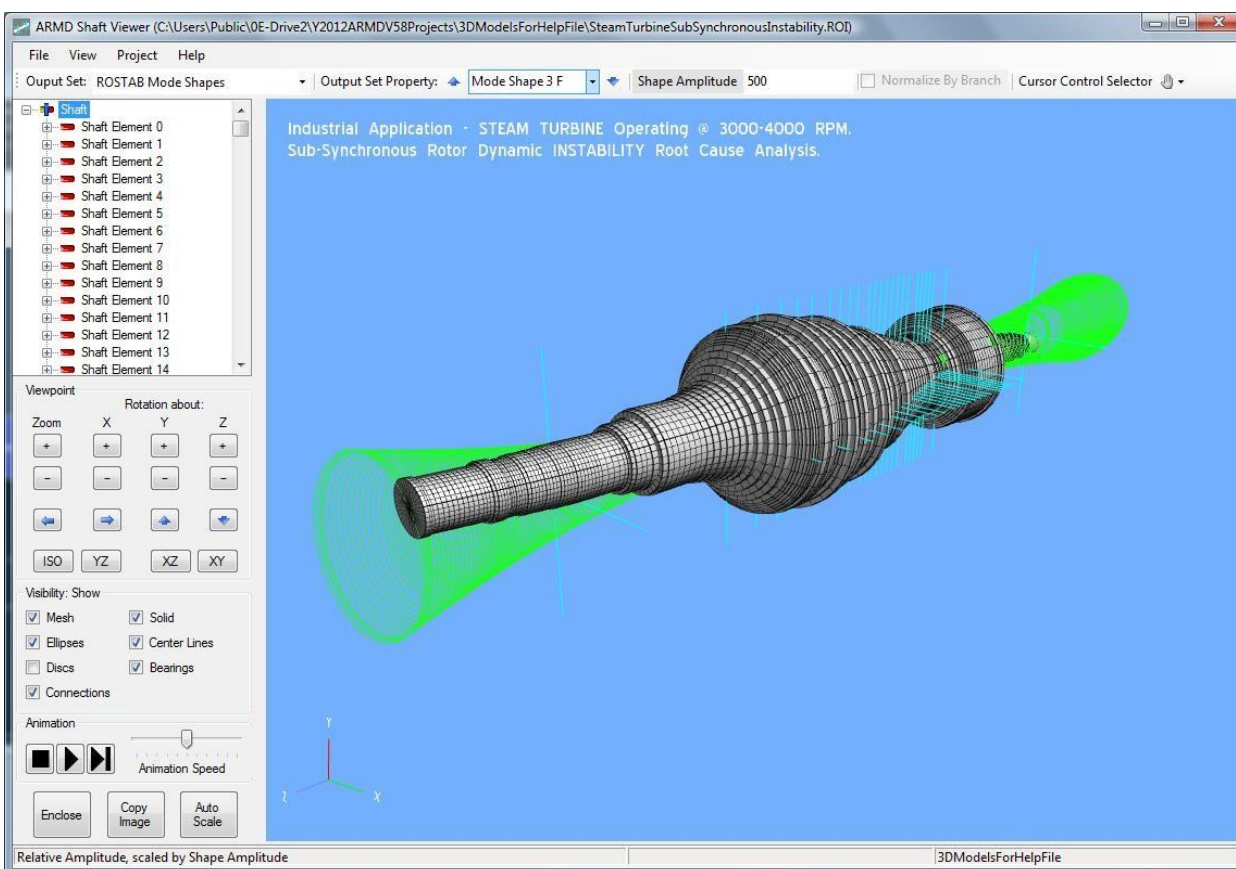 ARMD Shaft Viewer (C:\Users\Public\0E-Drive2\Y2012ARMDV58Projects\3DModelsForHelpFile\SteamTurbineSubSynchronousInstability.ROI)
File View Project Help
Ouput Set: ROSTAB Mode Shapes Output Set Property: Mode Shape 3 F Shape Amplitude 500 Normalize By Branch Cursor Control Selector
Shaft
Shaft Element 0
Shaft Element 1
Shaft Element 2
Shaft Element 3
Shaft Element 4
Shaft Element 5
Shaft Element 6
Shaft Element 7
Shaft Element 8
Shaft Element 9
Shaft Element 10
Shaft Element 11
Shaft Element 12
Shaft Element 13
Shaft Element 14
Industrial Application - STEAM TURBINE Operating @ 3000-4000 RPM.
Sub-Synchronous Rotor Dynamic INSTABILITY Root Cause Analysis.
Viewpoint
Rotation about:
Zoom X Y Z
+ + + +
- - - -
ISO YZ XZ XY
Visibility: Show
Mesh Solid
Ellipses Center Lines
Discs Bearings
Connections
Animation
Animation Speed
Enclose Copy Image Auto Scale
Y
Z X
Relative Amplitude, scaled by Shape Amplitude 3DModelsForHelpFile